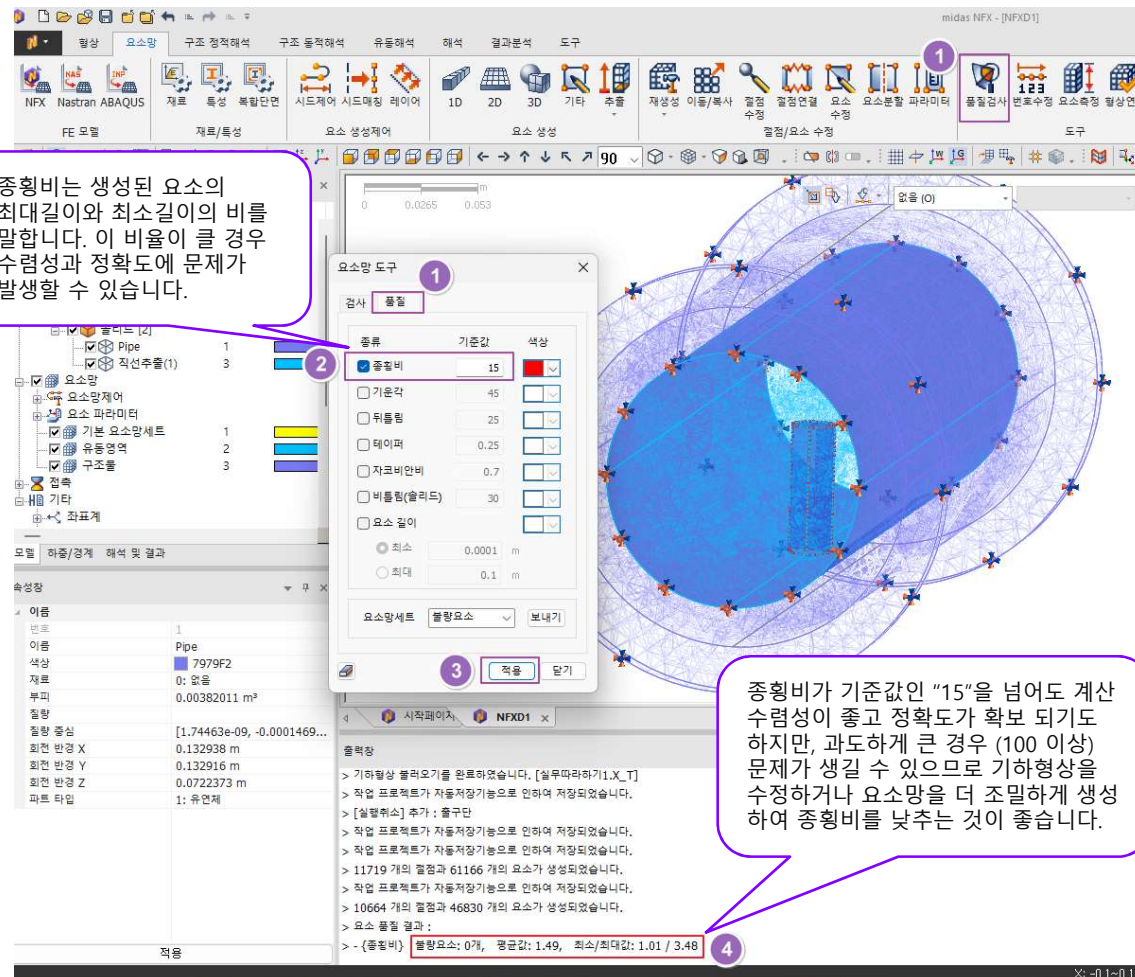 midas NFX - [NFXD1]
형상 요소망 구조 정적해석 구조 동적해석 유동해석 해석 결과분석 도구
1
NAS INP
NFX Nastran ABAQUS 재료 특성 복합단면 시드제어 시드매칭 레이어 1D 2D 3D 기타 추출 재생성 이동/복사 절점 수정 절점연결 요소 수정 요소분할 파라미터 품질검사 번호수정 요소측정 형상연
FE 모델 재료/특성 요소 생성제어 요소 생성 절점/요소 수정 도구
90
종횡비는 생성된 요소의
최대길이와 최소길이의 비를
말합니다. 이 비율이 클 경우
수렴성과 정확도에 문제가
발생할 수 있습니다.
m
0 0.0265 0.053
없음 (O)
솔리드 [2]
Pipe 1
직선추출(1) 3
요소망
요소망제어
요소 파라미터
기본 요소망세트 1
유동영역 2
구조물 3
접촉
기타
좌표계
모델 하중/경계 해석 및 결과
요소망 도구
1
검사 품질
종류 기준값 색상
2
종횡비 15
기운각 45
뒤틀림 25
테이퍼 0.25
자코비안비 0.7
비틀림(솔리드) 30
요소 길이
최소 0.0001 m
최대 0.1 m
요소망세트 불량요소 보내기
3
적용 닫기
속성창
이름
번호 1
이름 Pipe
색상 7979F2
재료 0: 없음
부피 0.00382011 m³
질량
질량 중심 [1.74463e-09, -0.0001469...
회전 반경 X 0.132938 m
회전 반경 Y 0.132916 m
회전 반경 Z 0.0722373 m
파트 타입 1: 유연체
적용
시작페이지 NFXD1
출력창
> 기하형상 불러오기를 완료하였습니다. [실무따라하기1.X_T]
> 작업 프로젝트가 자동저장기능으로 인하여 저장되었습니다.
> [실행취소] 추가 : 출구단
> 작업 프로젝트가 자동저장기능으로 인하여 저장되었습니다.
> 작업 프로젝트가 자동저장기능으로 인하여 저장되었습니다.
> 11719 개의 절점과 61166 개의 요소가 생성되었습니다.
> 작업 프로젝트가 자동저장기능으로 인하여 저장되었습니다.
> 10664 개의 절점과 46830 개의 요소가 생성되었습니다.
> 요소 품질 결과 :
> - {종횡비} 불량요소: 0개, 평균값: 1.49, 최소/최대값: 1.01 / 3.48
4
종횡비가 기준값인 "15"을 넘어도 계산
수렴성이 좋고 정확도가 확보 되기도
하지만, 과도하게 큰 경우 (100 이상)
문제가 생길 수 있으므로 기하형상을
수정하거나 요소망을 더 조밀하게 생성
하여 종횡비를 낮추는 것이 좋습니다.